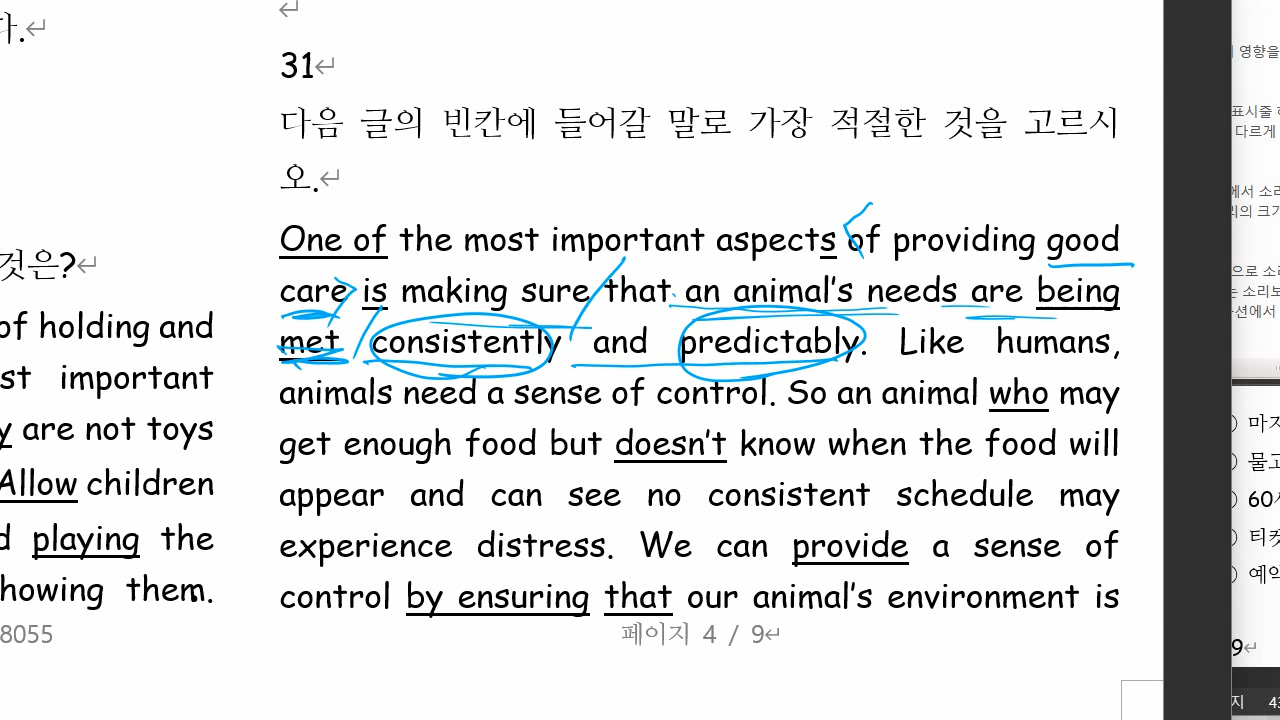 다.
것은?
of holding and
st important
y are not toys
Allow children
d playing the
howing them.
8055
31
다음 글의 빈칸에 들어갈 말로 가장 적절한 것을 고르시
오.
One of the most important aspects of providing good
care is making sure that an animal's needs are being
met consistently and predictably. Like humans,
animals need a sense of control. So an animal who may
get enough food but doesn't know when the food will
appear and can see no consistent schedule may
experience distress. We can provide a sense of
control by ensuring that our animal's environment is
페이지 4 / 9
영향을
표시줄
다르게
에서 소리
의 크기
으로 소리
는 소리보
션에서
마지
물고
60
티켓
예약
9
지 43